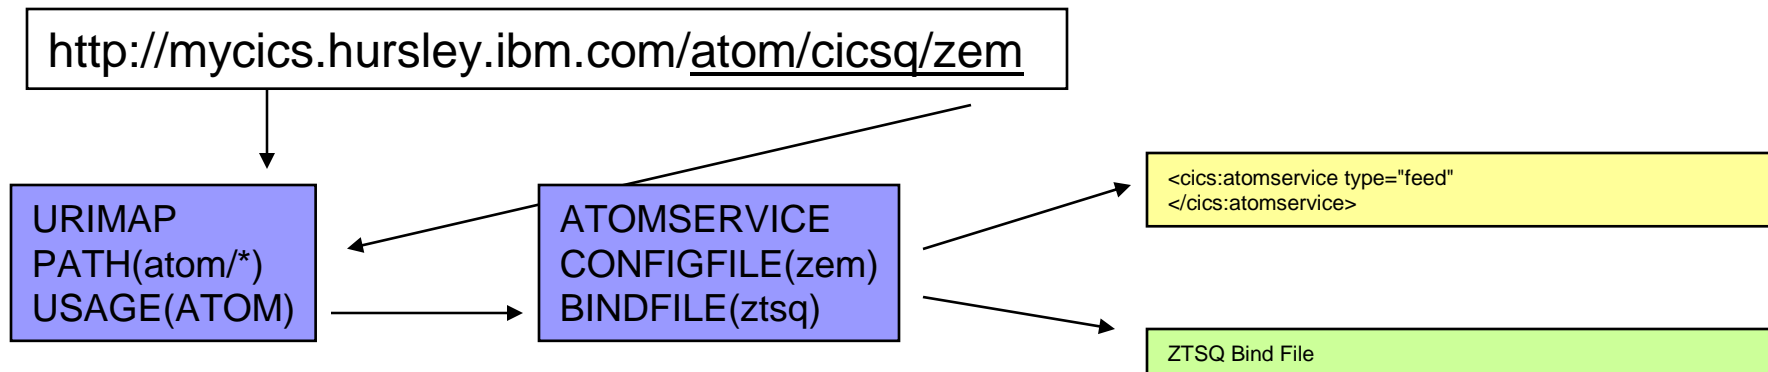 http://mycics.hursley.ibm.com/atom/cicsq/zem
URIMAP
PATH(atom/*)
USAGE(ATOM)
ATOMSERVICE
CONFIGFILE(zem)
BINDFILE(ztsq)
<cics:atomservice type="feed"
</cics:atomservice>
ZTSQ Bind File